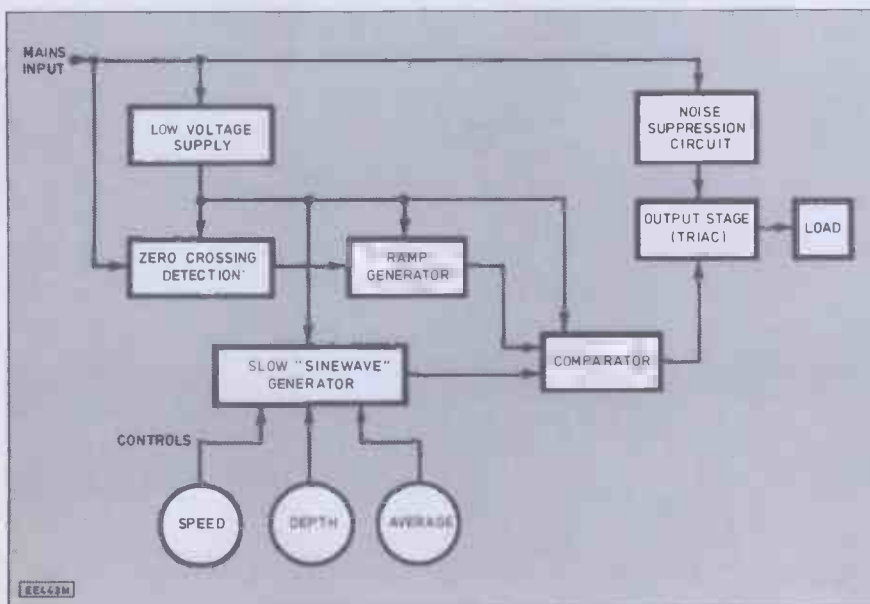 MAINS
INPUT
LOW VOLTAGE
SUPPLY
NOISE
SUPPRESSION
CIRCUIT
OUTPUT STAGE
(TRIAC)
LOAD
ZERO CROSSING
DETECTION
RAMP
GENERATOR
SLOW "SINEWAVE"
GENERATOR
COMPARATOR
CONTROLS
SPEED
DEPTH
AVERAGE
EE443M